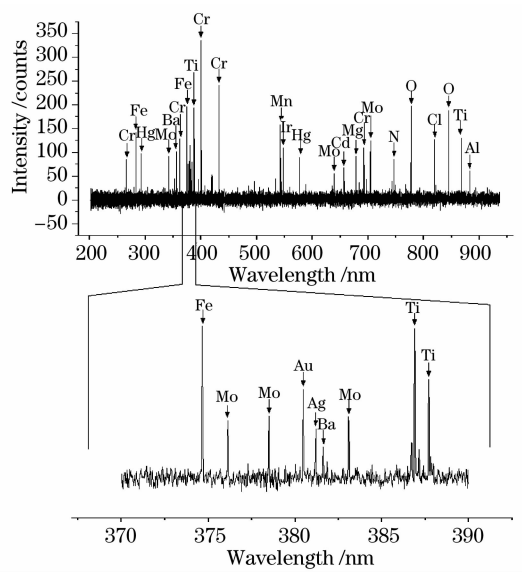 Intensity /counts
350
300
250
200
150
100
50
0
−50
Cr
Fe
Hg
Mo
Ba
Cr
Fe
Ti
Cr
Cr
Mn
Ir
Hg
Mo
Cd
Mg
Cr
Mo
N
O
Cl
O
Ti
Al
200 300 400 500 600 700 800 900
Wavelength /nm
Fe
Mo
Mo
Au
Ag
Ba
Mo
Ti
Ti
370 375 380 385 390
Wavelength /nm